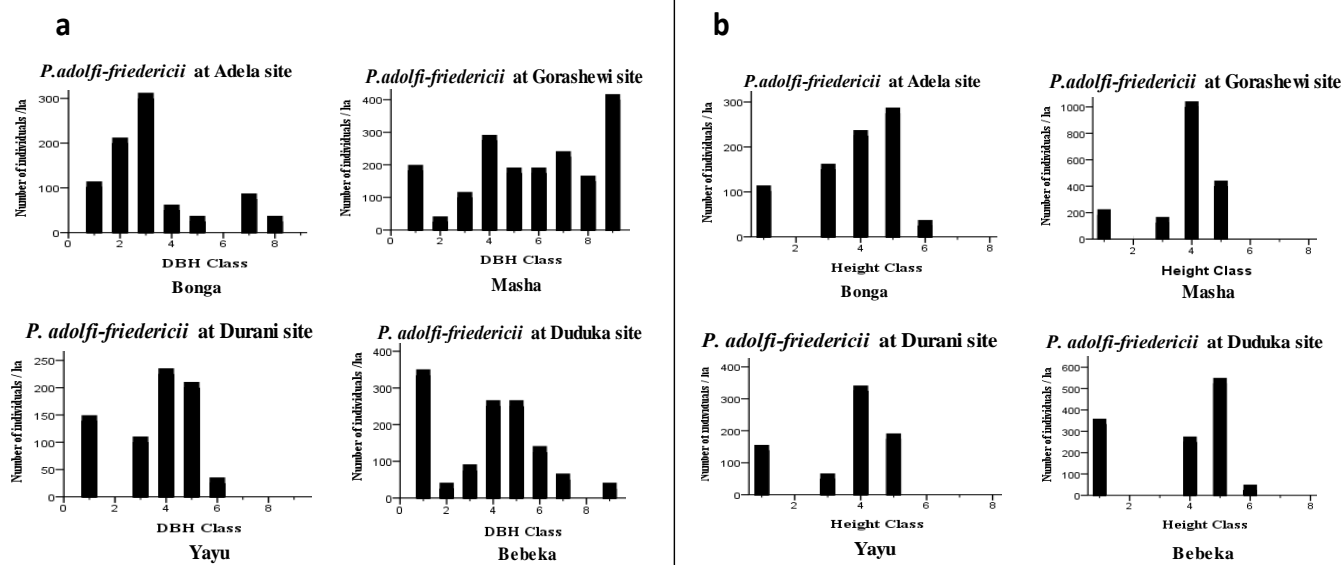 a
P.adolfi-friedericii at Adela site
Number of individuals /ha
300
200
100
0
0 2 4 6 8
DBH Class
Bonga
P.adolfi-friedericii at Gorashewi site
Number of individuals /ha
400
300
200
100
0
0 2 4 6 8
DBH Class
Masha
P. adolfi-friedericii at Durani site
Number of individuals / ha
250
200
150
100
50
0
0 2 4 6 8
DBH Class
Yayu
P. adolfi-friedericii at Duduka site
Number of individuals /ha
400
300
200
100
0
0 2 4 6 8
DBH Class
Bebeka
b
P.adolfi-friedericii at Adela site
Number of individuals / ha
300
200
100
0
2 4 6 8
Height Class
Bonga
P.adolfi-friedericii at Gorashewi site
Number of individuals / ha
1000
800
600
400
200
0
2 4 6 8
Height Class
Masha
P. adolfi-friedericii at Durani site
Number of individuals / ha
400
300
200
100
0
2 4 6 8
Height Class
Yayu
P. adolfi-friedericii at Duduka site
Number of individuals / ha
600
500
400
300
200
100
0
2 4 6 8
Height Class
Bebeka